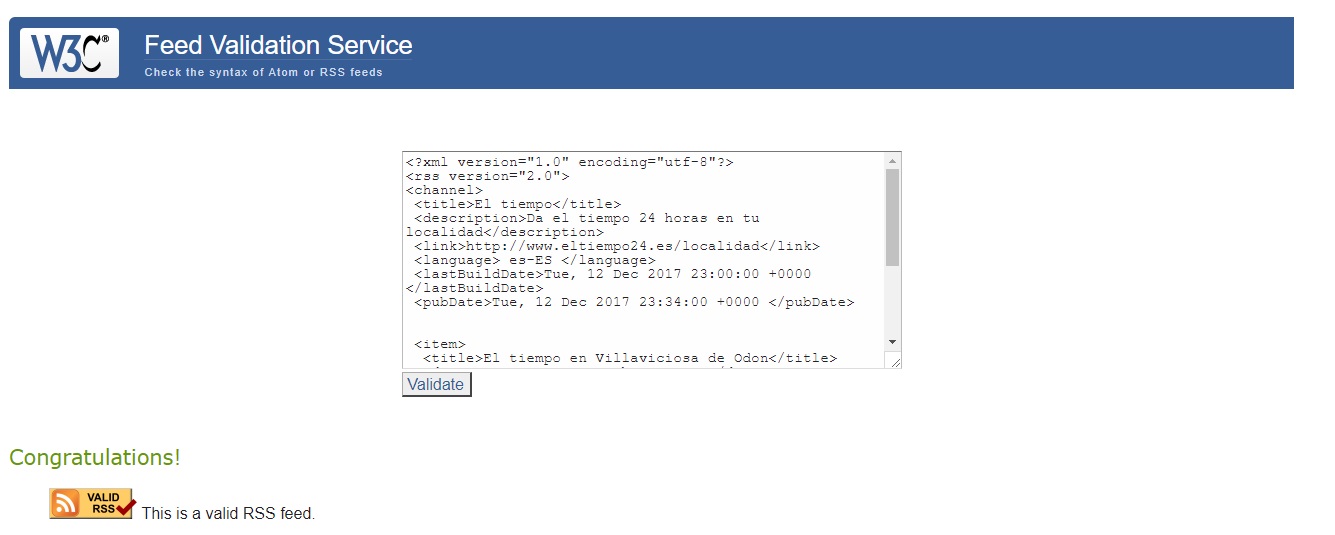 W3C®
Feed Validation Service
Check the syntax of Atom or RSS feeds
<?xml version="1.0" encoding="utf-8"?>
<rss version="2.0">
<channel>
<title>El tiempo</title>
<description>Da el tiempo 24 horas en tu
localidad</description>
<link>http://www.eltiempo24.es/localidad</link>
<language> es-ES </language>
<lastBuildDate>Tue, 12 Dec 2017 23:00:00 +0000
</lastBuildDate>
<pubDate>Tue, 12 Dec 2017 23:34:00 +0000 </pubDate>
<item>
<title>El tiempo en Villaviciosa de Odon</title>
Validate
Congratulations!
VALID
RSS
This is a valid RSS feed.